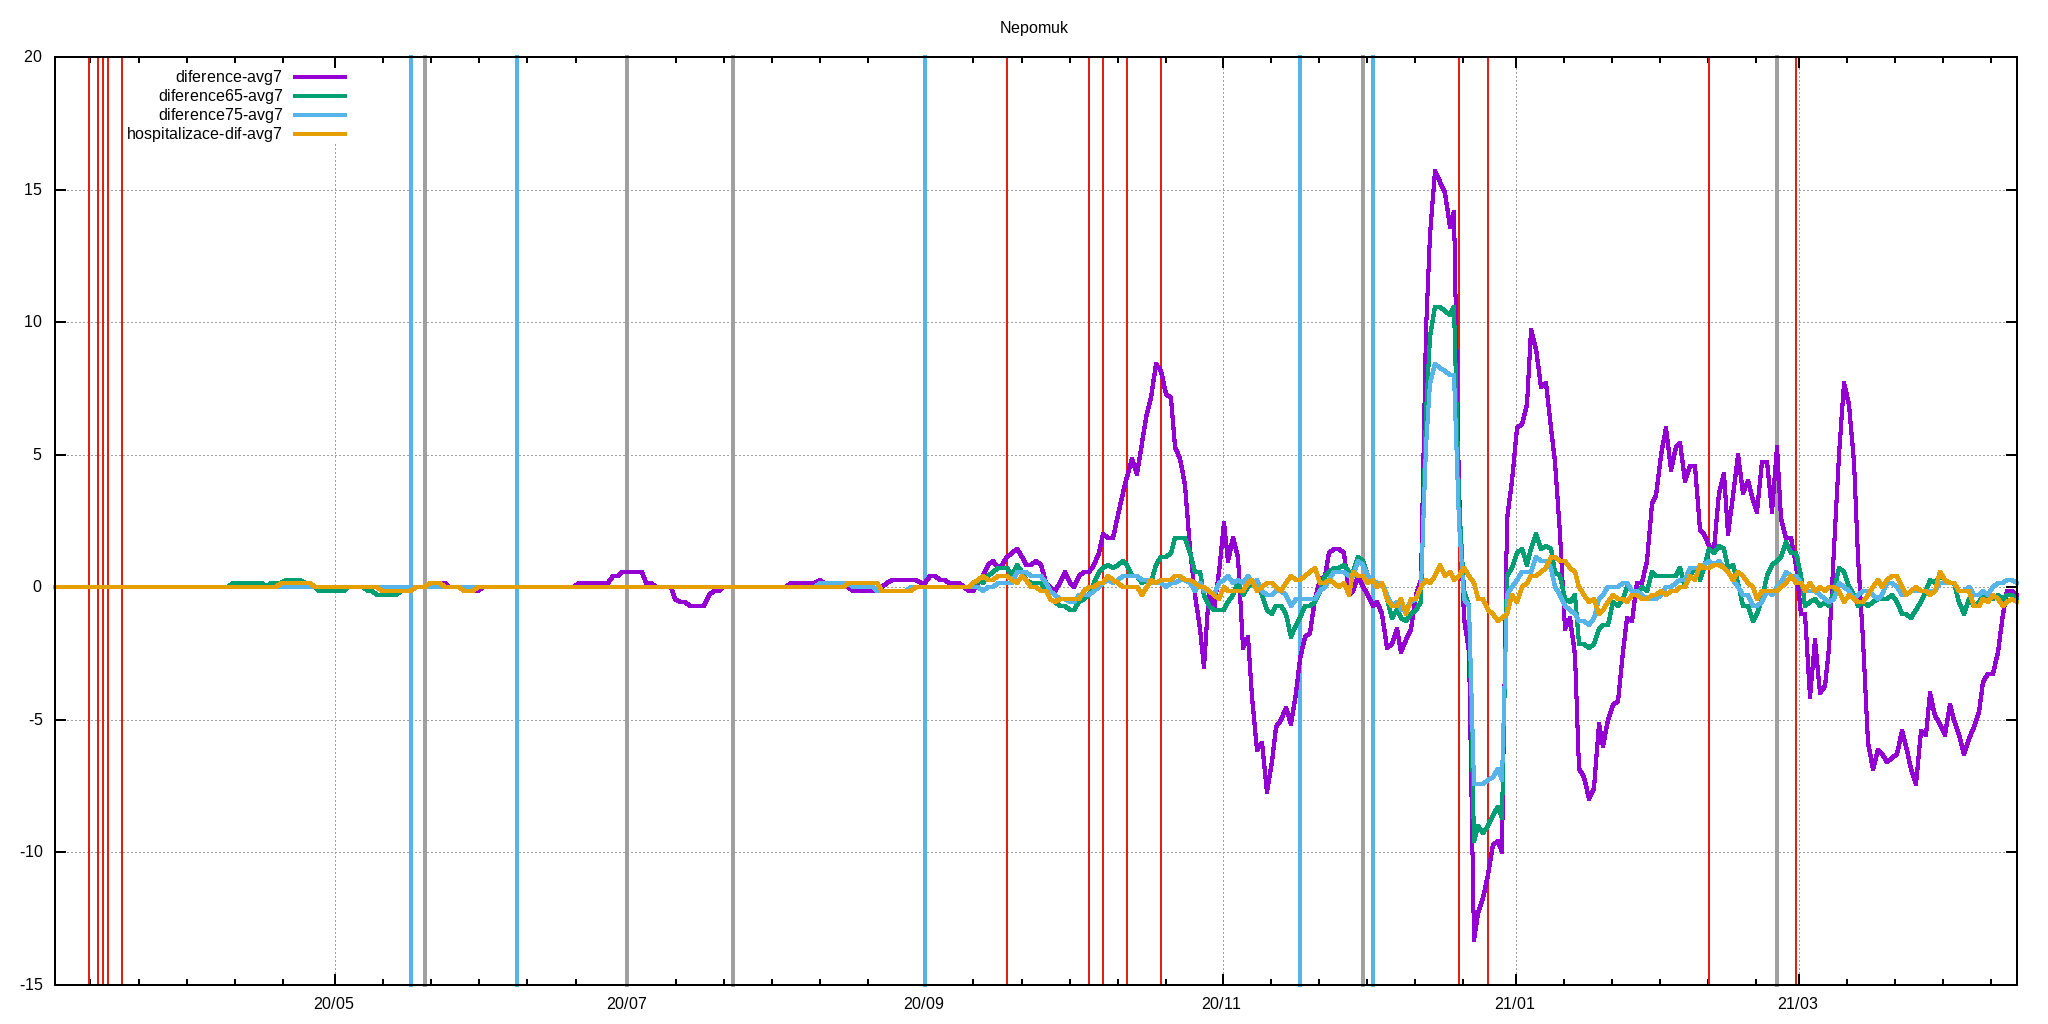 Nepomuk
20
diference-avg7
diference65-avg7
diference75-avg7
hospitalizace-dif-avg7
15
10
5
0
-5
-10
-15
20/05 20/07 20/09 20/11 21/01 21/03